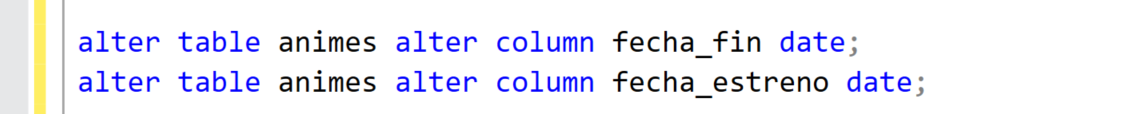 alter table animes alter column fecha_fin date;
alter table animes alter column fecha_estreno date;